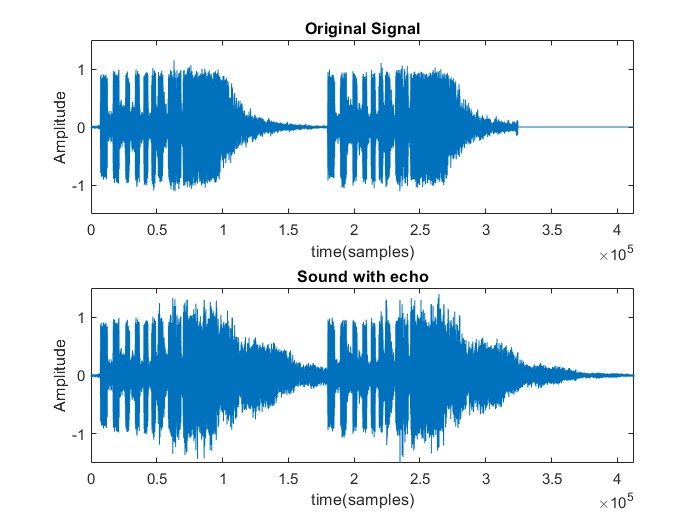 Original Signal
1
0
-1
Amplitude
0 0.5 1 1.5 2 2.5 3 3.5 4
time(samples)
×10^5
Sound with echo
1
0
-1
Amplitude
0 0.5 1 1.5 2 2.5 3 3.5 4
time(samples)
×10^5